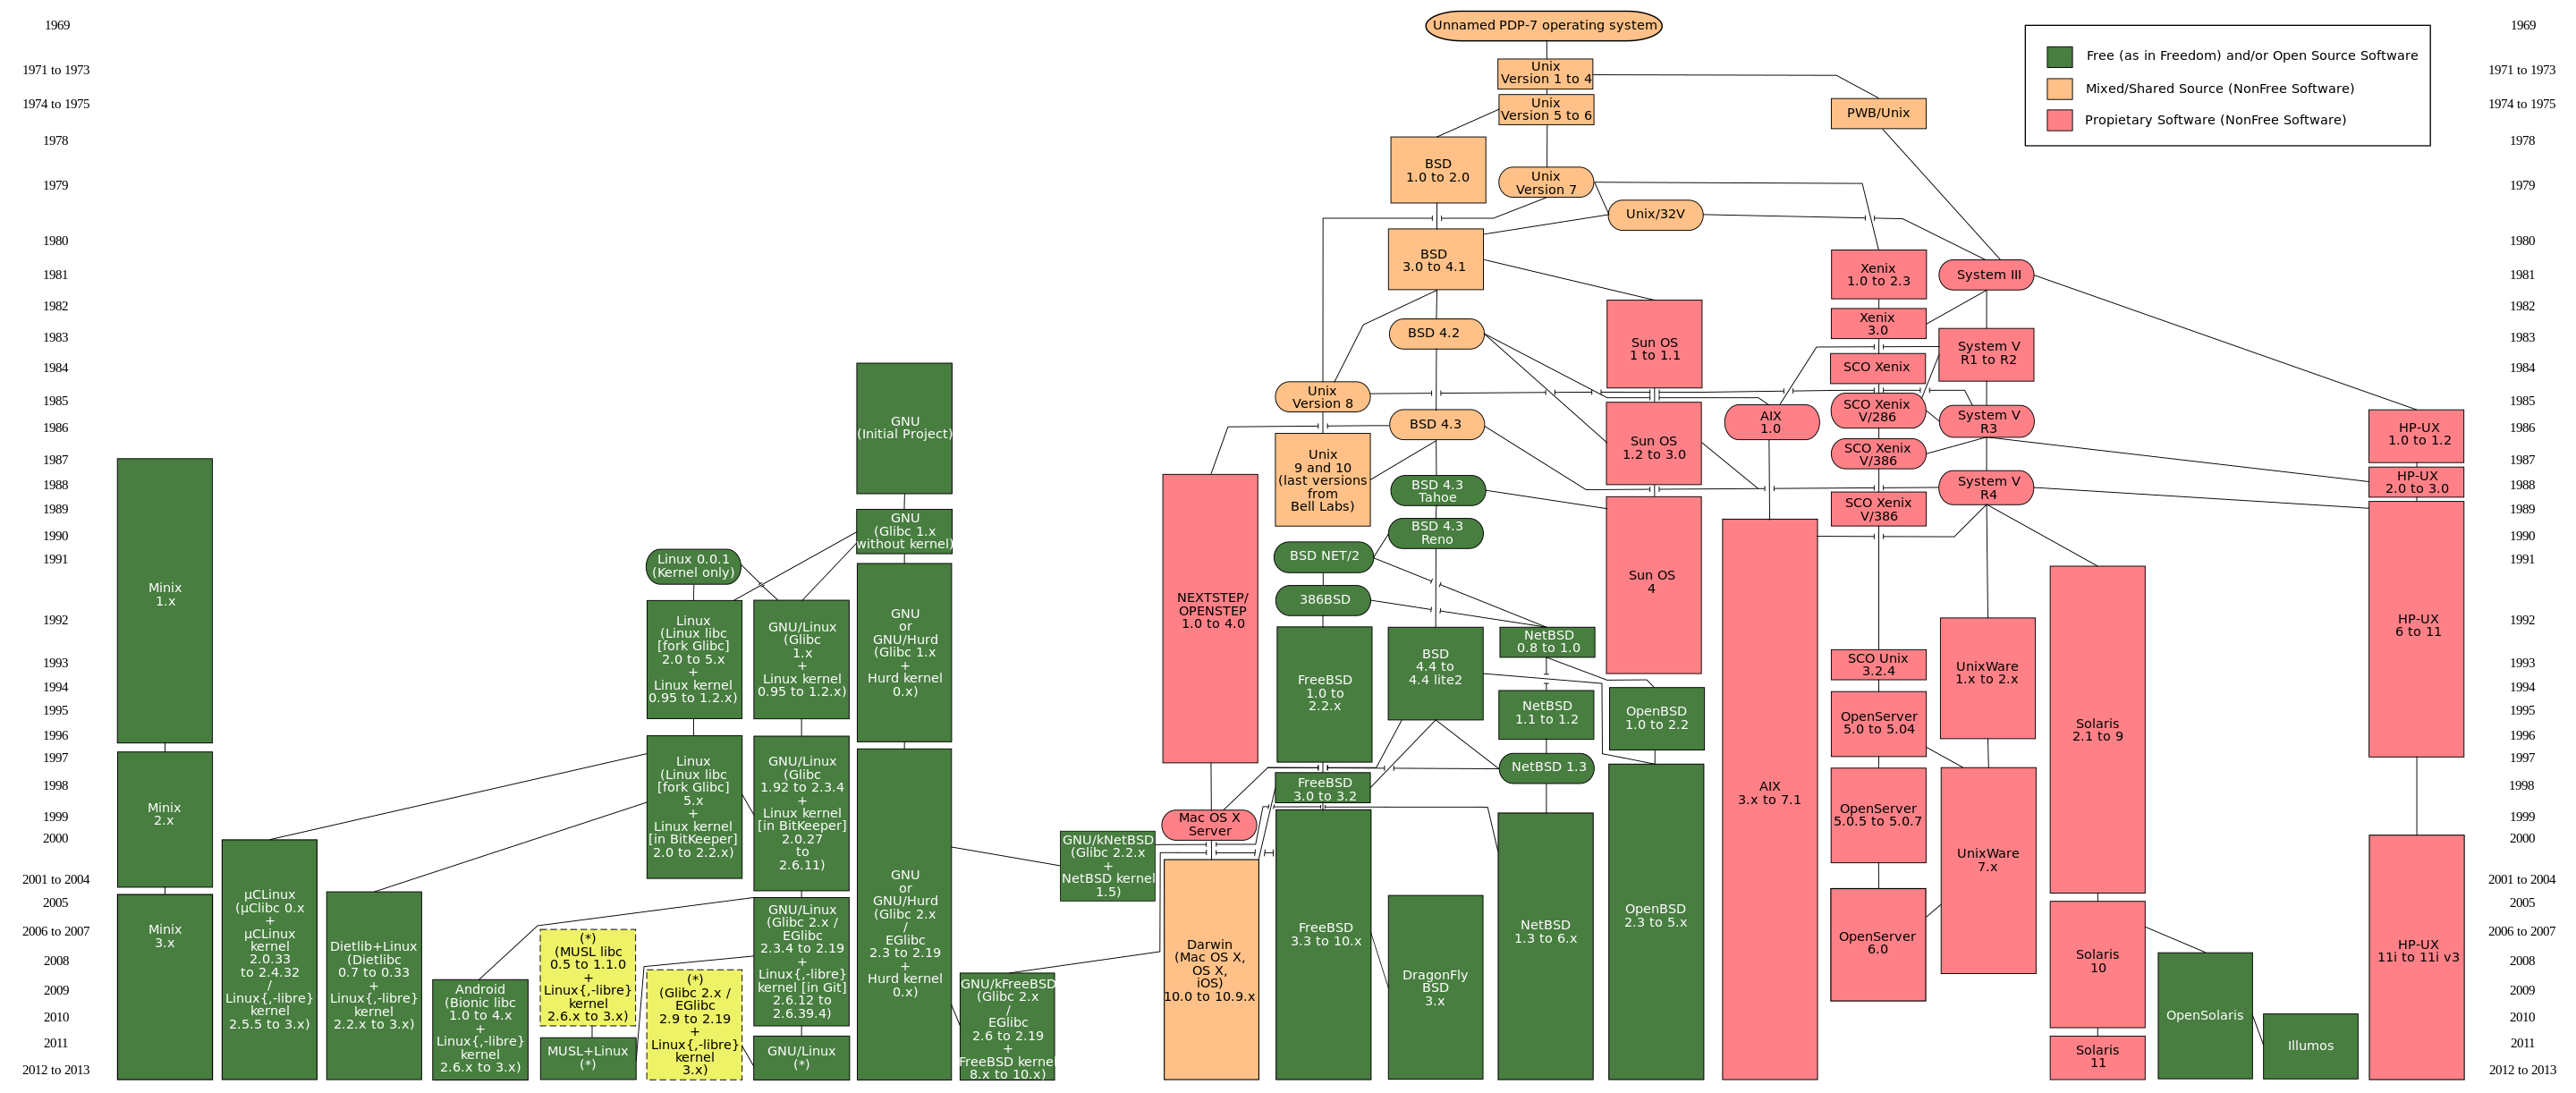 1969
1971 to 1973
1974 to 1975
1978
1979
1980
1981
1982
1983
1984
1985
1986
1987
1988
1989
1990
1991
1992
1993
1994
1995
1996
1997
1998
1999
2000
2001 to 2004
2005
2006 to 2007
2008
2009
2010
2011
2012 to 2013
Minix
1.x
Minix
2.x
Minix
3.x
µCLinux
(µClibc 0.x
+
µCLinux
kernel
2.0.33
to 2.4.32
/
Linux{,-libre}
kernel
2.5.5 to 3.x)
Dietlib+Linux
(Dietlibc
0.7 to 0.33
+
Linux{,-libre}
kernel
2.2.x to 3.x)
Android
(Bionic libc
1.0 to 4.x
+
Linux{,-libre}
kernel
2.6.x to 3.x)
(*)
(MUSL libc
0.5 to 1.1.0
+
Linux{,-libre}
kernel
2.6.x to 3.x)
MUSL+Linux
(*)
Linux 0.0.1
(Kernel only)
Linux
(Linux libc
[fork Glibc]
2.0 to 5.x
+
Linux kernel
0.95 to 1.2.x)
Linux
(Linux libc
[fork Glibc]
5.x
+
Linux kernel
[in BitKeeper]
2.0 to 2.2.x)
(*)
(Glibc 2.x /
EGlibc
2.9 to 2.19
+
Linux{,-libre}
kernel
3.x)
GNU/Linux
(Glibc
1.x
+
Linux kernel
0.95 to 1.2.x)
GNU/Linux
(Glibc
1.92 to 2.3.4
+
Linux kernel
[in BitKeeper]
2.0.27
to
2.6.11)
GNU/Linux
(Glibc 2.x /
EGlibc
2.3.4 to 2.19
+
Linux{,-libre}
kernel [in Git]
2.6.12 to
2.6.39.4)
GNU/Linux
(*)
GNU
(Initial Project)
GNU
(Glibc 1.x
without kernel)
GNU
or
GNU/Hurd
(Glibc 1.x
+
Hurd kernel
0.x)
GNU
or
GNU/Hurd
(Glibc 2.x
/
EGlibc
2.3 to 2.19
+
Hurd kernel
0.x)
GNU/kFreeBSD
(Glibc 2.x
/
EGlibc
2.6 to 2.19
+
FreeBSD kernel
8.x to 10.x)
GNU/kNetBSD
(Glibc 2.2.x
+
NetBSD kernel
1.5)
NEXTSTEP/
OPENSTEP
1.0 to 4.0
Mac OS X
Server
Darwin
(Mac OS X,
OS X,
iOS)
10.0 to 10.9.x
Unnamed PDP-7 operating system
Unix
Version 1 to 4
Unix
Version 5 to 6
PWB/Unix
BSD
1.0 to 2.0
Unix
Version 7
Unix/32V
BSD
3.0 to 4.1
BSD 4.2
Unix
Version 8
BSD 4.3
Unix
9 and 10
(last versions
from
Bell Labs)
BSD 4.3
Tahoe
BSD 4.3
Reno
BSD NET/2
386BSD
FreeBSD
1.0 to
2.2.x
FreeBSD
3.0 to 3.2
FreeBSD
3.3 to 10.x
BSD
4.4 to
4.4 lite2
DragonFly
BSD
3.x
NetBSD
0.8 to 1.0
NetBSD
1.1 to 1.2
NetBSD 1.3
NetBSD
1.3 to 6.x
Sun OS
1 to 1.1
Sun OS
1.2 to 3.0
Sun OS
4
OpenBSD
1.0 to 2.2
OpenBSD
2.3 to 5.x
AIX
1.0
AIX
3.x to 7.1
Xenix
1.0 to 2.3
Xenix
3.0
SCO Xenix
SCO Xenix
V/286
SCO Xenix
V/386
SCO Xenix
V/386
SCO Unix
3.2.4
OpenServer
5.0 to 5.04
OpenServer
5.0.5 to 5.0.7
OpenServer
6.0
System III
System V
R1 to R2
System V
R3
System V
R4
UnixWare
1.x to 2.x
UnixWare
7.x
Solaris
2.1 to 9
Solaris
10
Solaris
11
OpenSolaris
Illumos
HP-UX
1.0 to 1.2
HP-UX
2.0 to 3.0
HP-UX
6 to 11
HP-UX
11i to 11i v3
Free (as in Freedom) and/or Open Source Software
Mixed/Shared Source (NonFree Software)
Propietary Software (NonFree Software)
1969
1971 to 1973
1974 to 1975
1978
1979
1980
1981
1982
1983
1984
1985
1986
1987
1988
1989
1990
1991
1992
1993
1994
1995
1996
1997
1998
1999
2000
2001 to 2004
2005
2006 to 2007
2008
2009
2010
2011
2012 to 2013